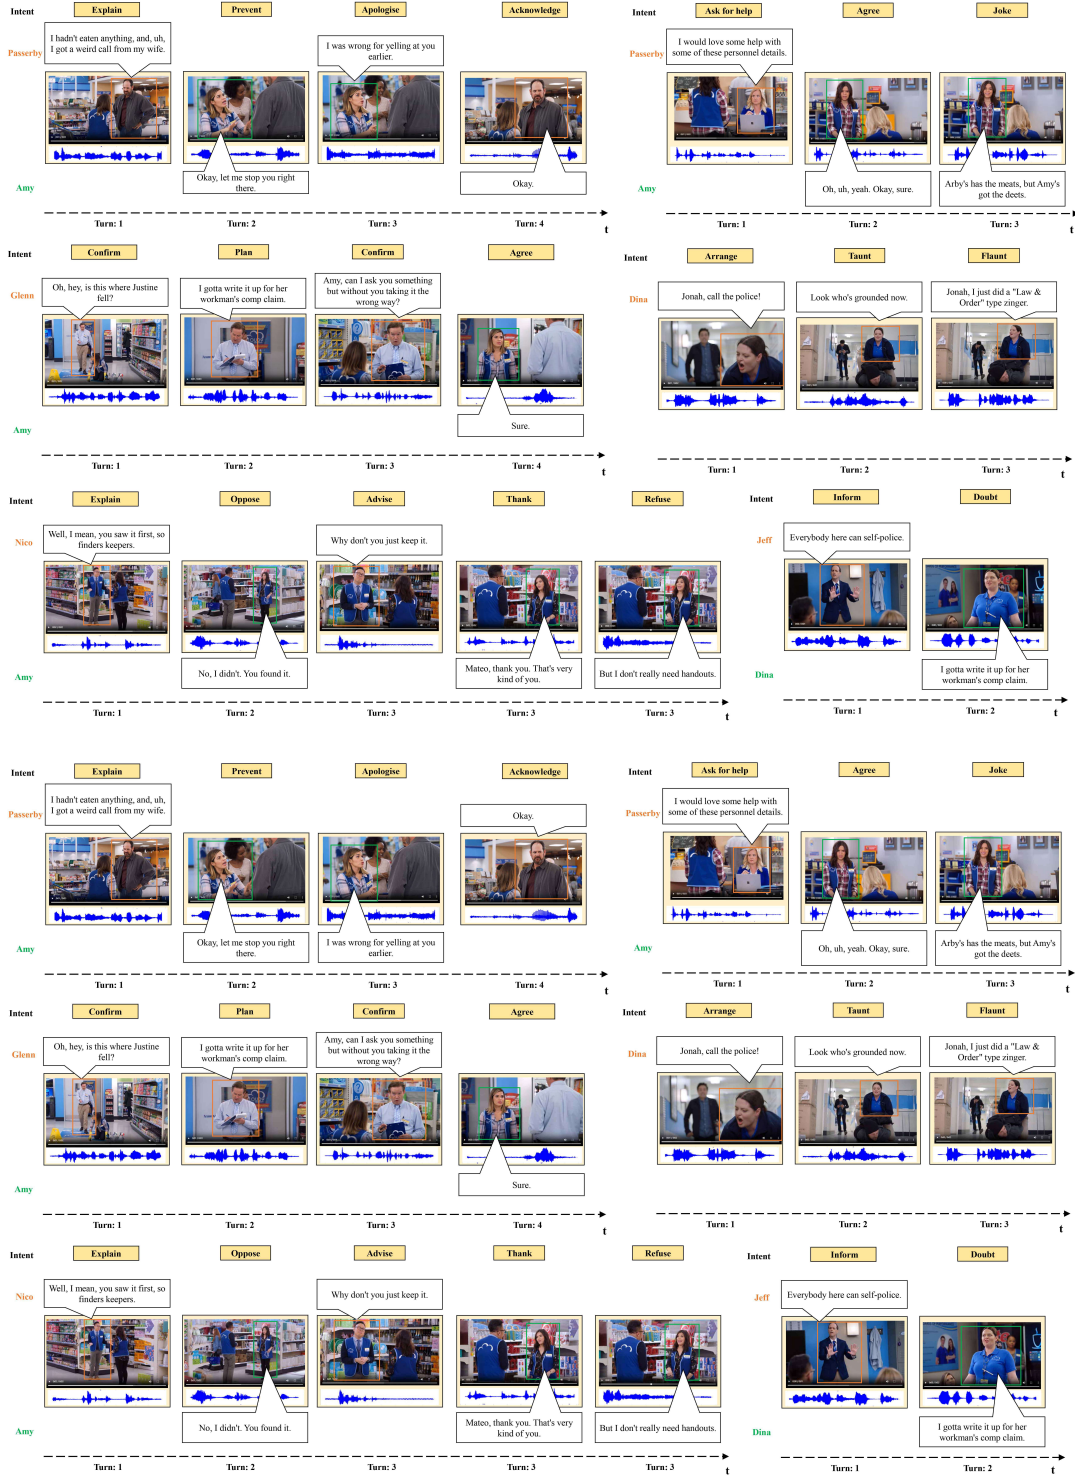 Intent
Explain
Prevent
Apologise
Acknowledge
Passerby
I hadn't eaten anything, and, uh,
I got a weird call from my wife.
I was wrong for yelling at you
earlier.
Okay, let me stop you right
there.
Okay.
Amy
Turn: 1
Turn: 2
Turn: 3
Turn: 4
t
Intent
Ask for help
Agree
Joke
Passerby
I would love some help with
some of these personnel details.
Oh, uh, yeah. Okay, sure.
Arby's has the meats, but Amy's
got the deets.
Amy
Turn: 1
Turn: 2
Turn: 3
t
Intent
Confirm
Plan
Confirm
Agree
Glenn
Oh, hey, is this where Justine
fell?
I gotta write it up for her
workman's comp claim.
Amy, can I ask you something
but without you taking it the
wrong way?
Sure.
Amy
Turn: 1
Turn: 2
Turn: 3
Turn: 4
t
Intent
Arrange
Taunt
Flaunt
Dina
Jonah, call the police!
Look who's grounded now.
Jonah, I just did a "Law &
Order" type zinger.
Turn: 1
Turn: 2
Turn: 3
t
Intent
Explain
Oppose
Advise
Thank
Refuse
Nico
Well, I mean, you saw it first, so
finders keepers.
Why don't you just keep it.
No, I didn't. You found it.
Mateo, thank you. That's very
kind of you.
But I don't really need handouts.
Amy
Turn: 1
Turn: 2
Turn: 3
Turn: 3
Turn: 3
t
Intent
Inform
Doubt
Jeff
Everybody here can self-police.
I gotta write it up for her
workman's comp claim.
Dina
Turn: 1
Turn: 2
t
Intent
Explain
Prevent
Apologise
Acknowledge
Passerby
I hadn't eaten anything, and, uh,
I got a weird call from my wife.
Okay.
Okay, let me stop you right
there.
I was wrong for yelling at you
earlier.
Amy
Turn: 1
Turn: 2
Turn: 3
Turn: 4
t
Intent
Ask for help
Agree
Joke
Passerby
I would love some help with
some of these personnel details.
Oh, uh, yeah. Okay, sure.
Arby's has the meats, but Amy's
got the deets.
Amy
Turn: 1
Turn: 2
Turn: 3
t
Intent
Confirm
Plan
Confirm
Agree
Glenn
Oh, hey, is this where Justine
fell?
I gotta write it up for her
workman's comp claim.
Amy, can I ask you something
but without you taking it the
wrong way?
Sure.
Amy
Turn: 1
Turn: 2
Turn: 3
Turn: 4
t
Intent
Arrange
Taunt
Flaunt
Dina
Jonah, call the police!
Look who's grounded now.
Jonah, I just did a "Law &
Order" type zinger.
Turn: 1
Turn: 2
Turn: 3
t
Intent
Explain
Oppose
Advise
Thank
Refuse
Nico
Well, I mean, you saw it first, so
finders keepers.
Why don't you just keep it.
No, I didn't. You found it.
Mateo, thank you. That's very
kind of you.
But I don't really need handouts.
Amy
Turn: 1
Turn: 2
Turn: 3
Turn: 3
Turn: 3
t
Intent
Inform
Doubt
Jeff
Everybody here can self-police.
I gotta write it up for her
workman's comp claim.
Dina
Turn: 1
Turn: 2
t